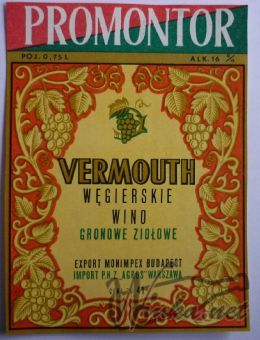 PROMONTOR
POJ. 0,75 L ALK. 16 %
VERMOUTH
WĘGIERSKIE
WINO
GRONOWE ZIOŁOWE
EXPORT MONIMPEX BUDAPEST
IMPORT P.H.Z. „AGROS" WARSZAWA